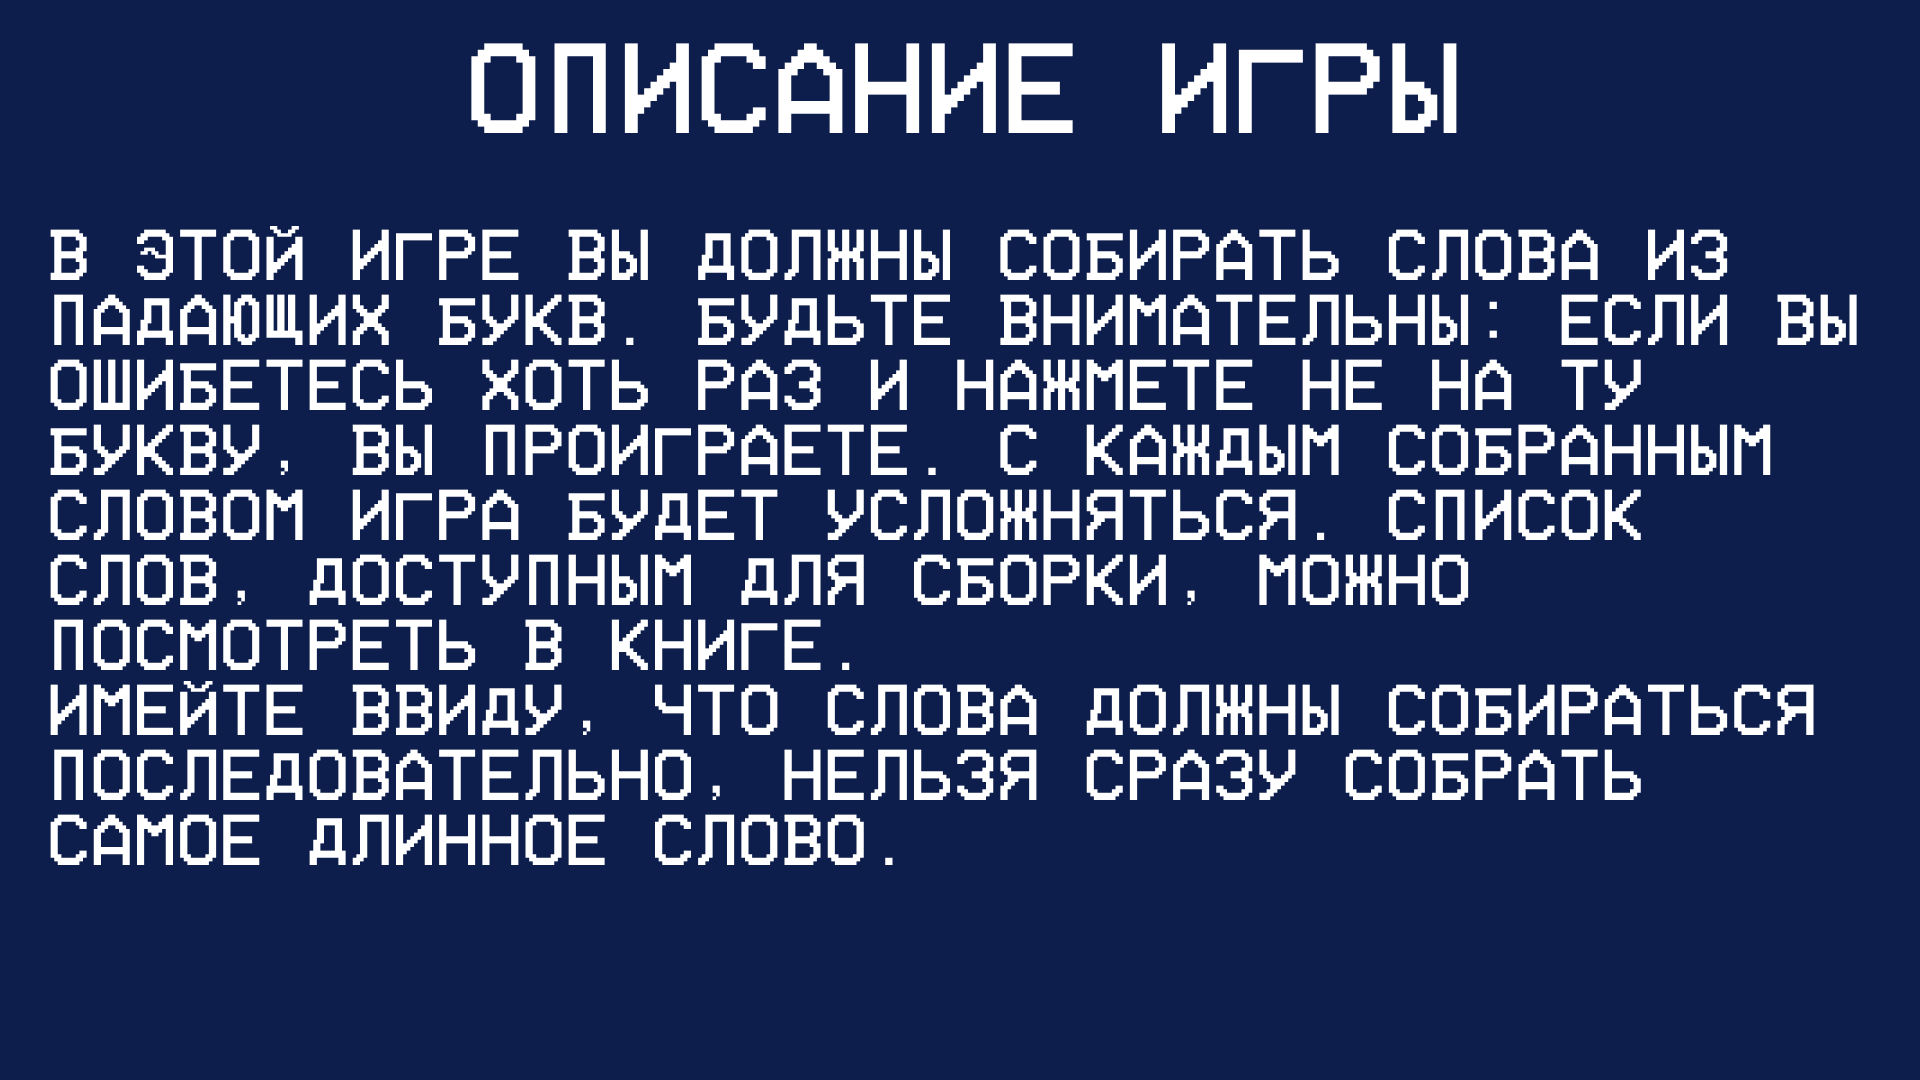 ОПИСАНИЕ ИГРЫ
В ЭТОЙ ИГРЕ ВЫ ДОЛЖНЫ СОБИРАТЬ СЛОВА ИЗ
ПАДАЮЩИХ БУКВ. БУДЬТЕ ВНИМАТЕЛЬНЫ: ЕСЛИ ВЫ
ОШИБЕТЕСЬ ХОТЬ РАЗ И НАЖМЕТЕ НЕ НА ТУ
БУКВУ, ВЫ ПРОИГРАЕТЕ. С КАЖДЫМ СОБРАННЫМ
СЛОВОМ ИГРА БУДЕТ УСЛОЖНЯТЬСЯ. СПИСОК
СЛОВ, ДОСТУПНЫМ ДЛЯ СБОРКИ, МОЖНО
ПОСМОТРЕТЬ В КНИГЕ.
ИМЕЙТЕ ВВИДУ, ЧТО СЛОВА ДОЛЖНЫ СОБИРАТЬСЯ
ПОСЛЕДОВАТЕЛЬНО, НЕЛЬЗЯ СРАЗУ СОБРАТЬ
САМОЕ ДЛИННОЕ СЛОВО.